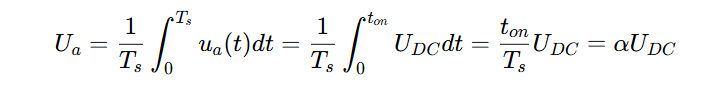 U_a = \frac{1}{T_s} \int_0^{T_s} u_a(t)dt = \frac{1}{T_s} \int_0^{t_{on}} U_{DC}dt = \frac{t_{on}}{T_s} U_{DC} = \alpha U_{DC}